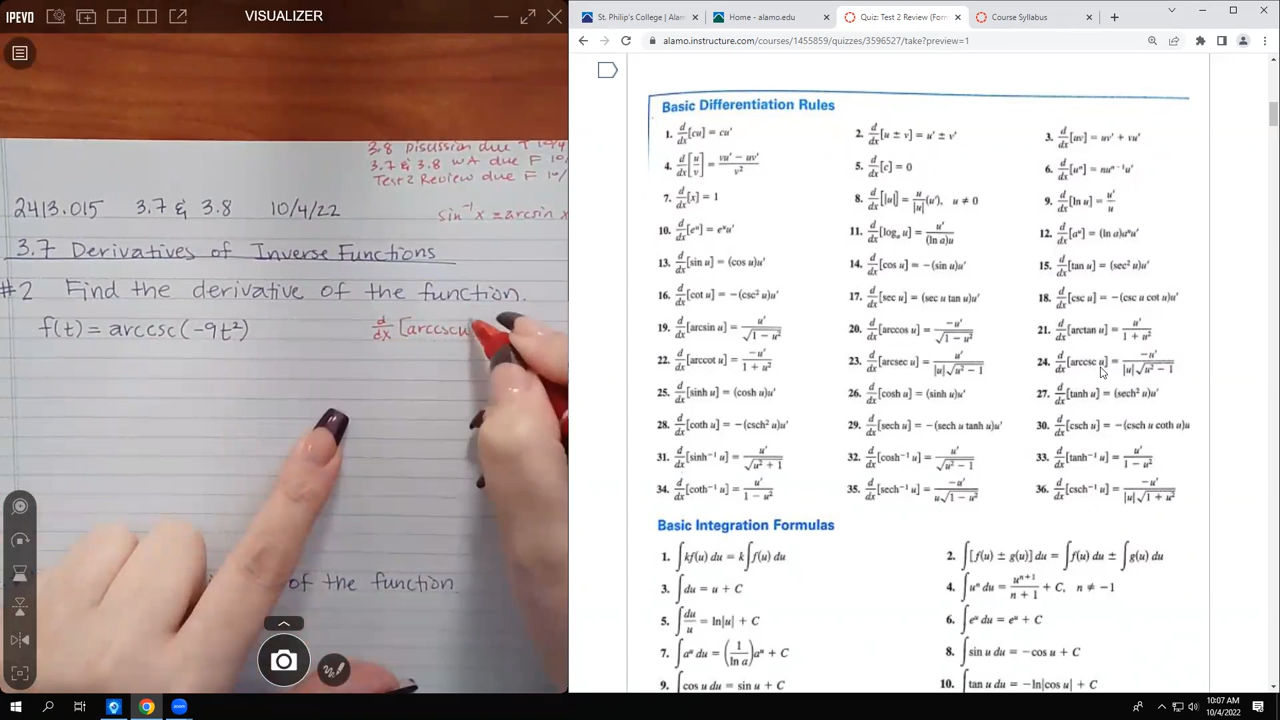 IPEVO
VISUALIZER
St. Philip's College | Alam
Home - alamo.edu
Quiz: Test 2 Review (Form
Course Syllabus
alamo.instructure.com/courses/1455859/quizzes/3596527/take?preview=1
3.8 Discussion due T 10/
3.7 & 3.8 WA Due F 10/
Test 2 Review due F 10/
2413.015 3.7 & 3.8 10/4/22
sin⁻¹x = arcsin x
3.7 Derivatives of Inverse Functions
#2 Find the derivative of the function.
f(t) = arccsc(-9t²)
d/dx [arccscu]
of the function.
Basic Differentiation Rules
1. d/dx[cu] = cu'
2. d/dx[u ± v] = u' ± v'
3. d/dx[uv] = uv' + vu'
4. d/dx[u/v] = (vu' − uv')/v²
5. d/dx[c] = 0
6. d/dx[uⁿ] = nuⁿ⁻¹u'
7. d/dx[x] = 1
8. d/dx[|u|] = u/|u|(u'), u ≠ 0
9. d/dx[ln u] = u'/u
10. d/dx[eᵘ] = eᵘu'
11. d/dx[logₐ u] = u'/(ln a)u
12. d/dx[aᵘ] = (ln a)aᵘu'
13. d/dx[sin u] = (cos u)u'
14. d/dx[cos u] = −(sin u)u'
15. d/dx[tan u] = (sec² u)u'
16. d/dx[cot u] = −(csc² u)u'
17. d/dx[sec u] = (sec u tan u)u'
18. d/dx[csc u] = −(csc u cot u)u'
19. d/dx[arcsin u] = u'/√(1 − u²)
20. d/dx[arccos u] = −u'/√(1 − u²)
21. d/dx[arctan u] = u'/(1 + u²)
22. d/dx[arccot u] = −u'/(1 + u²)
23. d/dx[arcsec u] = u'/(|u|√(u² − 1))
24. d/dx[arccsc u] = −u'/(|u|√(u² − 1))
25. d/dx[sinh u] = (cosh u)u'
26. d/dx[cosh u] = (sinh u)u'
27. d/dx[tanh u] = (sech² u)u'
28. d/dx[coth u] = −(csch² u)u'
29. d/dx[sech u] = −(sech u tanh u)u'
30. d/dx[csch u] = −(csch u coth u)u
31. d/dx[sinh⁻¹ u] = u'/√(u² + 1)
32. d/dx[cosh⁻¹ u] = u'/√(u² − 1)
33. d/dx[tanh⁻¹ u] = u'/(1 − u²)
34. d/dx[coth⁻¹ u] = u'/(1 − u²)
35. d/dx[sech⁻¹ u] = −u'/(u√(1 − u²))
36. d/dx[csch⁻¹ u] = −u'/(|u|√(1 + u²))
Basic Integration Formulas
1. ∫kf(u) du = k∫f(u) du
2. ∫[f(u) ± g(u)] du = ∫f(u) du ± ∫g(u) du
3. ∫du = u + C
4. ∫uⁿ du = uⁿ⁺¹/(n + 1) + C, n ≠ −1
5. ∫du/u = ln|u| + C
6. ∫eᵘ du = eᵘ + C
7. ∫aᵘ du = (1/ln a)aᵘ + C
8. ∫sin u du = −cos u + C
9. ∫cos u du = sin u + C
10. ∫tan u du = −ln|cos u| + C
10:07 AM
10/4/2022